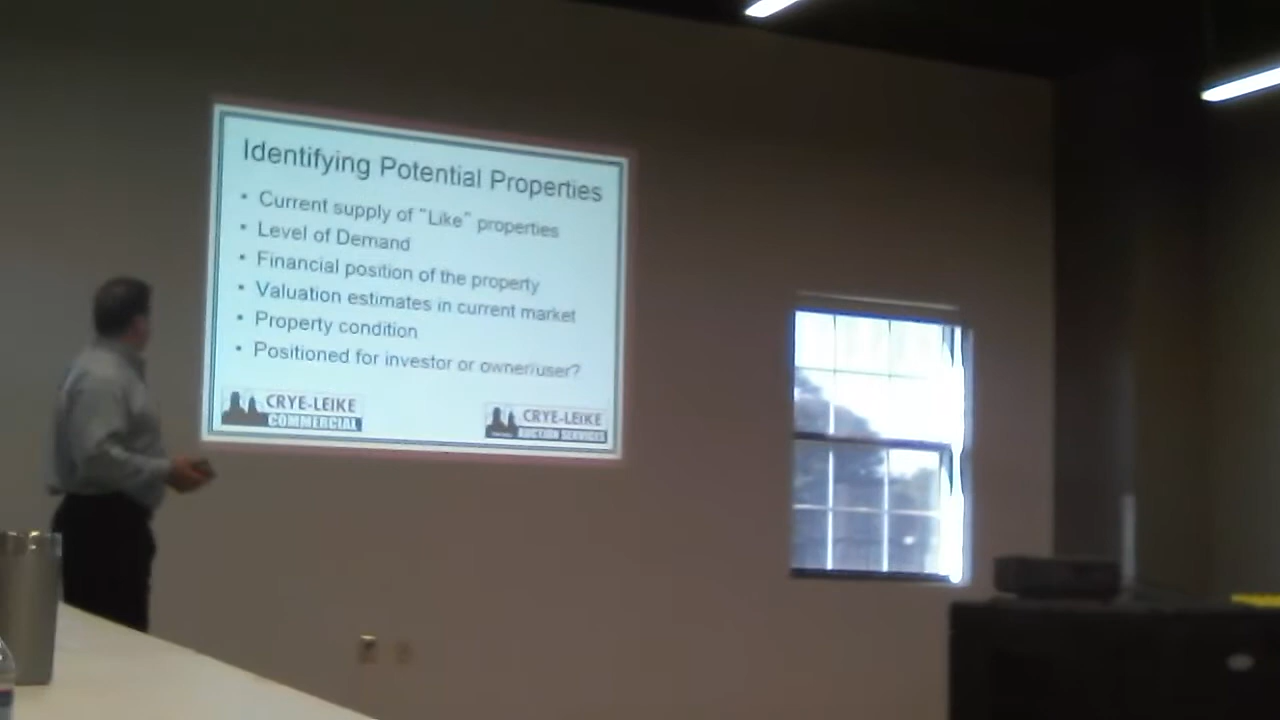 Identifying Potential Properties
• Current supply of "Like" properties
• Level of Demand
• Financial position of the property
• Valuation estimates in current market
• Property condition
• Positioned for investor or owner/user?
CRYE-LEIKE
COMMERCIAL
CRYE-LEIKE
AUCTION SERVICES